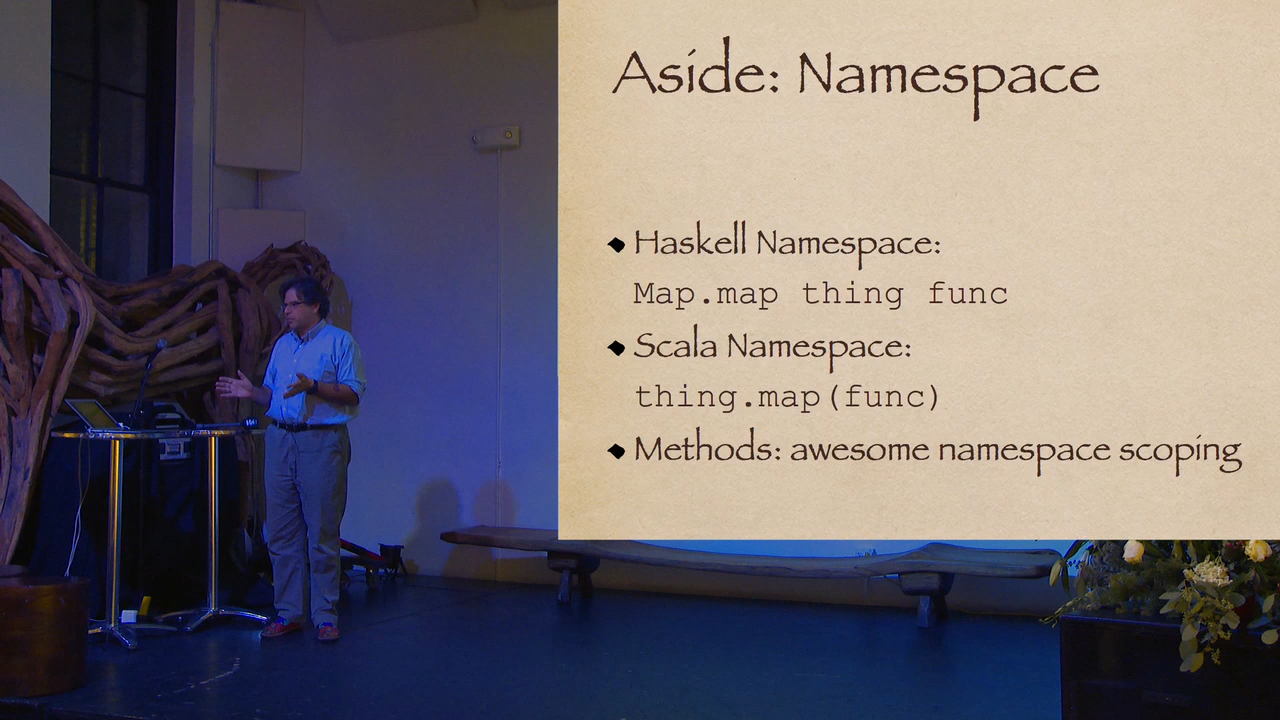 Aside: Namespace
Haskell Namespace:
Map.map thing func
Scala Namespace:
thing.map(func)
Methods: awesome namespace scoping